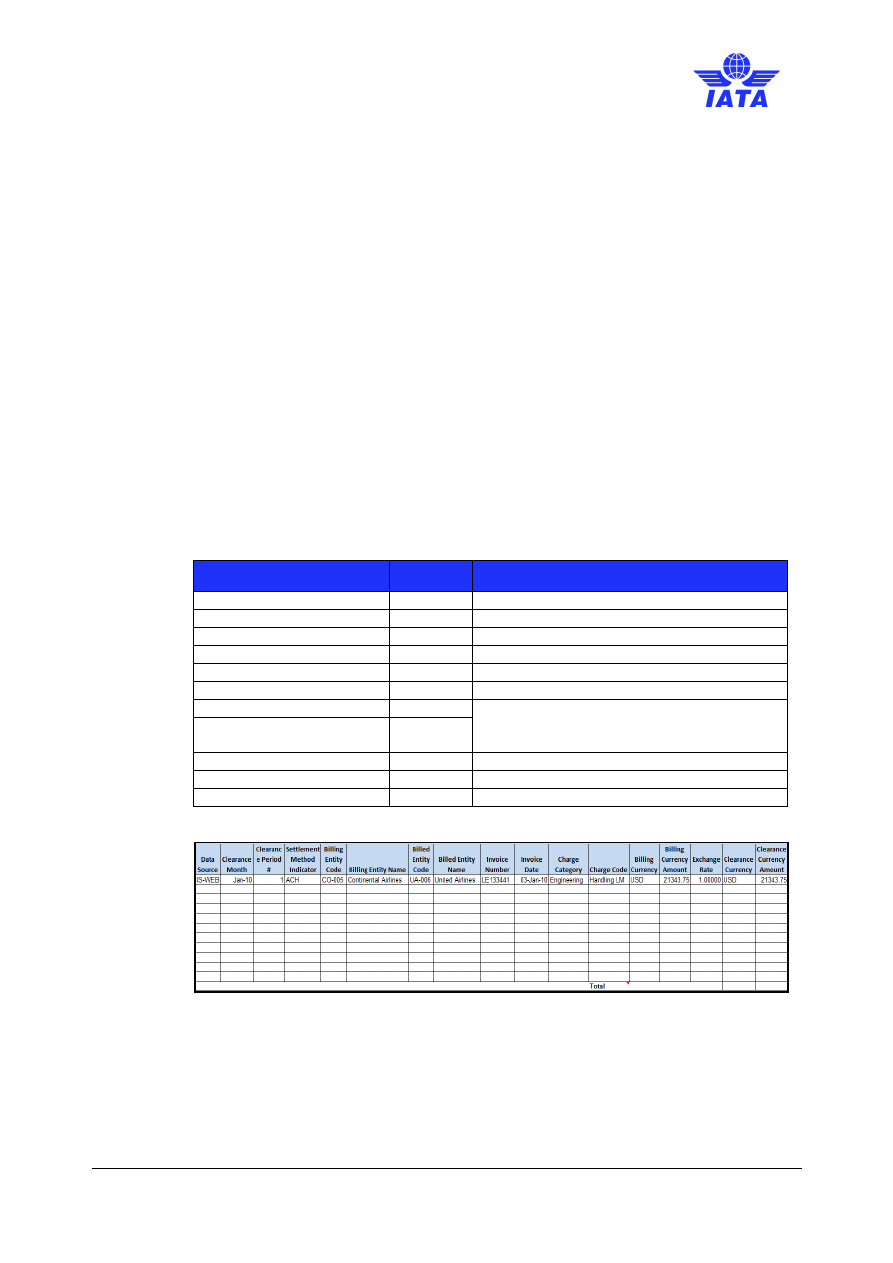 IATA
Data Source | Clearance Month | Clearance Period # | Settlement Method Indicator | Billing Entity Code | Billing Entity Name | Billed Entity Code | Billed Entity Name | Invoice Number | Invoice Date | Charge Category | Charge Code | Billing Currency | Billing Currency Amount | Exchange Rate | Clearance Currency | Clearance Currency Amount
IS-WEB | Jan-10 | 1 | ACH | CO-005 | Continental Airlines | UA-006 | United Airlines | LE133441 | 03-Jan-10 | Engineering | Handling LM | USD | 21343.75 | 1.00000 | USD | 21343.75
Total